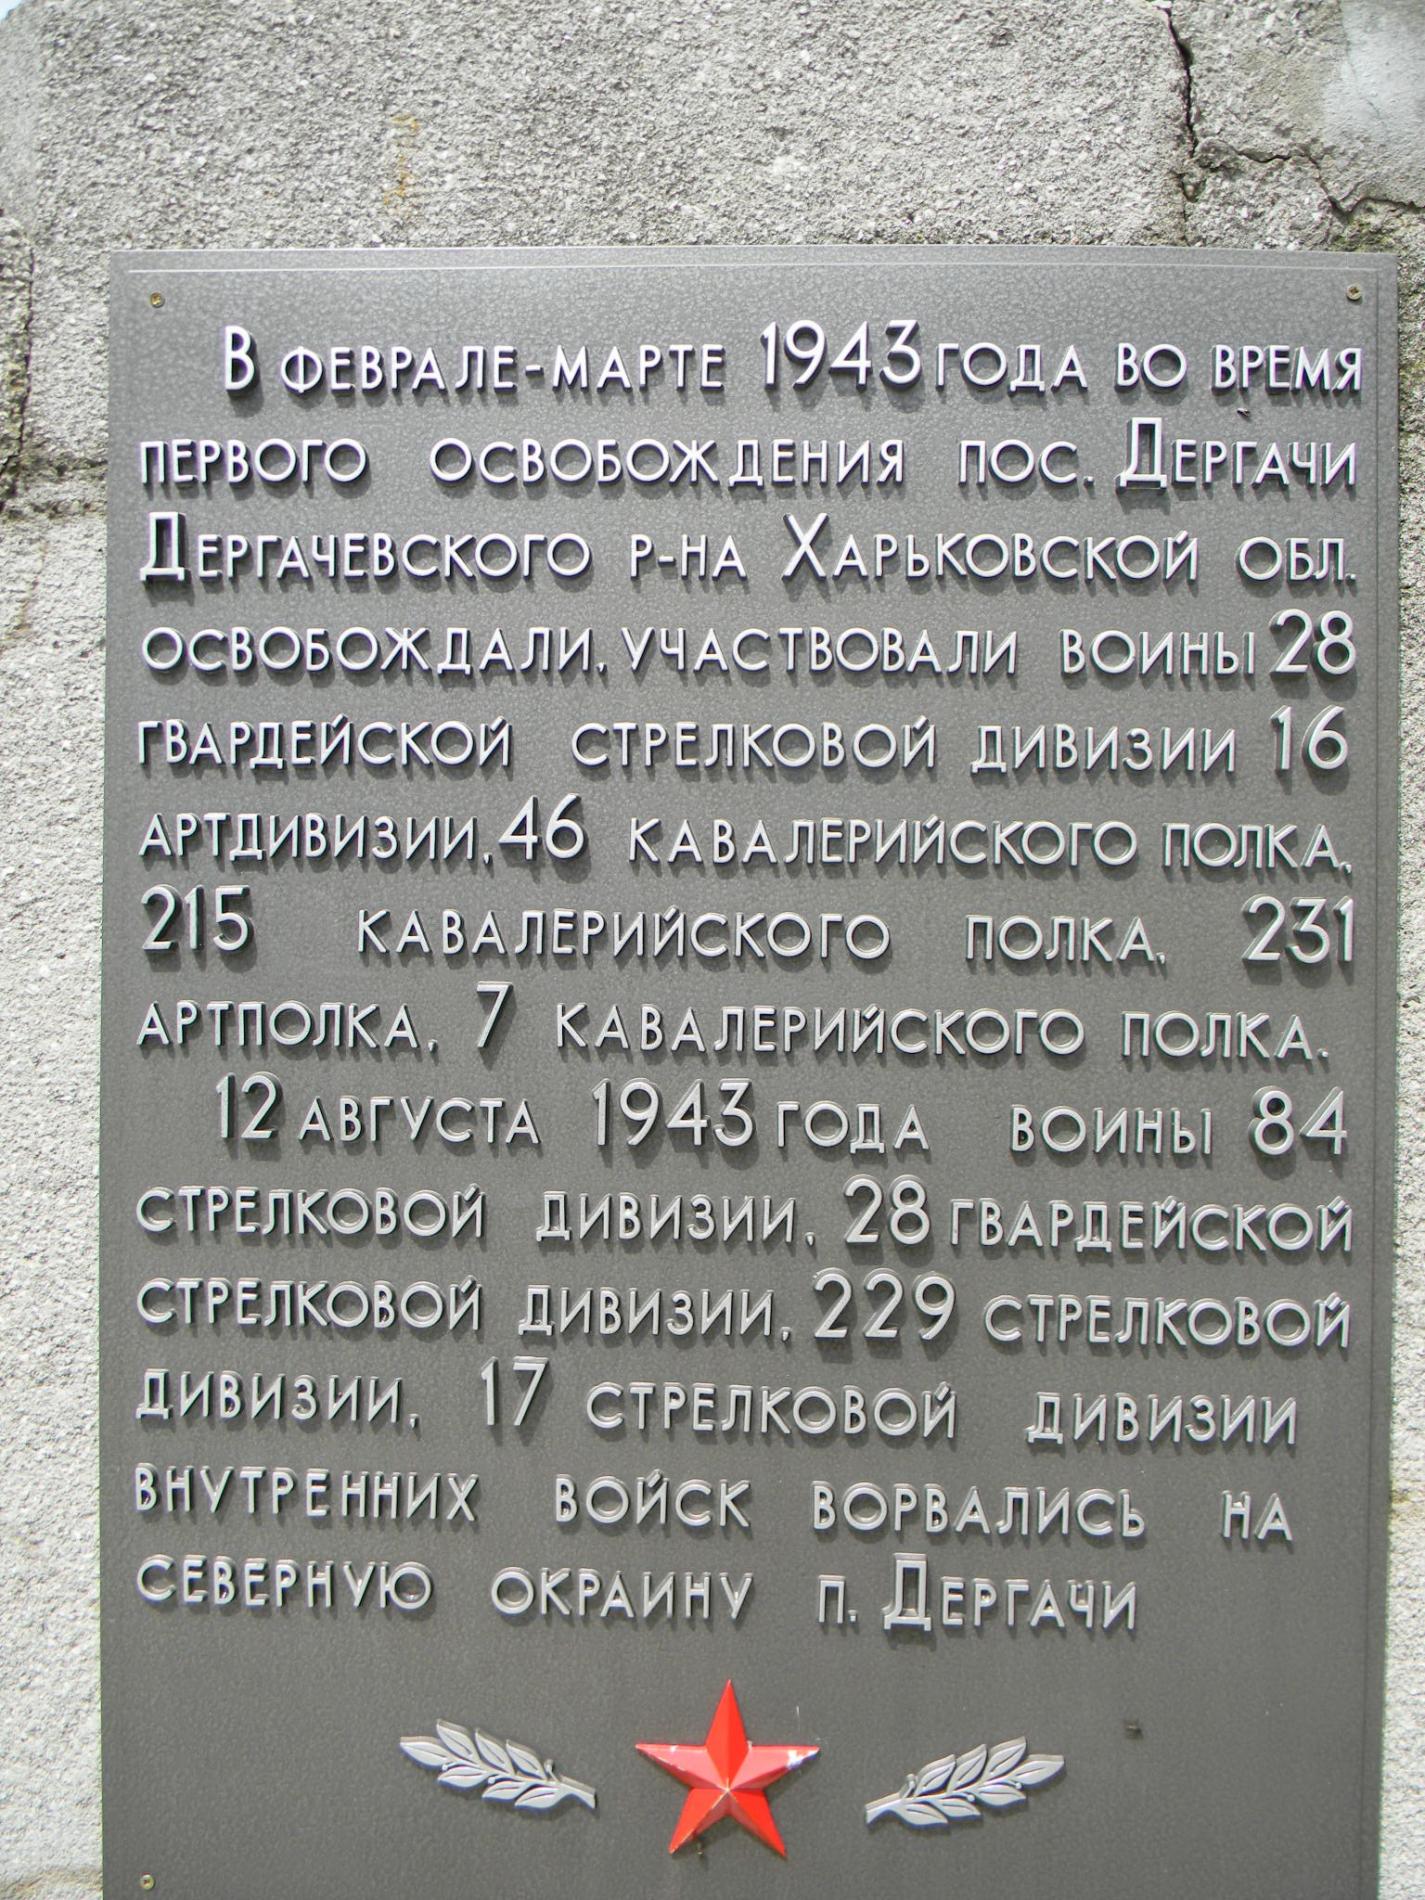 В ФЕВРАЛЕ-МАРТЕ 1943 ГОДА ВО ВРЕМЯ
ПЕРВОГО ОСВОБОЖДЕНИЯ ПОС. ДЕРГАЧИ
ДЕРГАЧЕВСКОГО Р-НА ХАРЬКОВСКОЙ ОБЛ.
ОСВОБОЖДАЛИ, УЧАСТВОВАЛИ ВОИНЫ 28
ГВАРДЕЙСКОЙ СТРЕЛКОВОЙ ДИВИЗИИ 16
АРТДИВИЗИИ, 46 КАВАЛЕРИЙСКОГО ПОЛКА,
215 КАВАЛЕРИЙСКОГО ПОЛКА, 231
АРТПОЛКА, 7 КАВАЛЕРИЙСКОГО ПОЛКА.
12 АВГУСТА 1943 ГОДА ВОИНЫ 84
СТРЕЛКОВОЙ ДИВИЗИИ, 28 ГВАРДЕЙСКОЙ
СТРЕЛКОВОЙ ДИВИЗИИ, 229 СТРЕЛКОВОЙ
ДИВИЗИИ, 17 СТРЕЛКОВОЙ ДИВИЗИИ
ВНУТРЕННИХ ВОЙСК ВОРВАЛИСЬ НА
СЕВЕРНУЮ ОКРАИНУ П. ДЕРГАЧИ